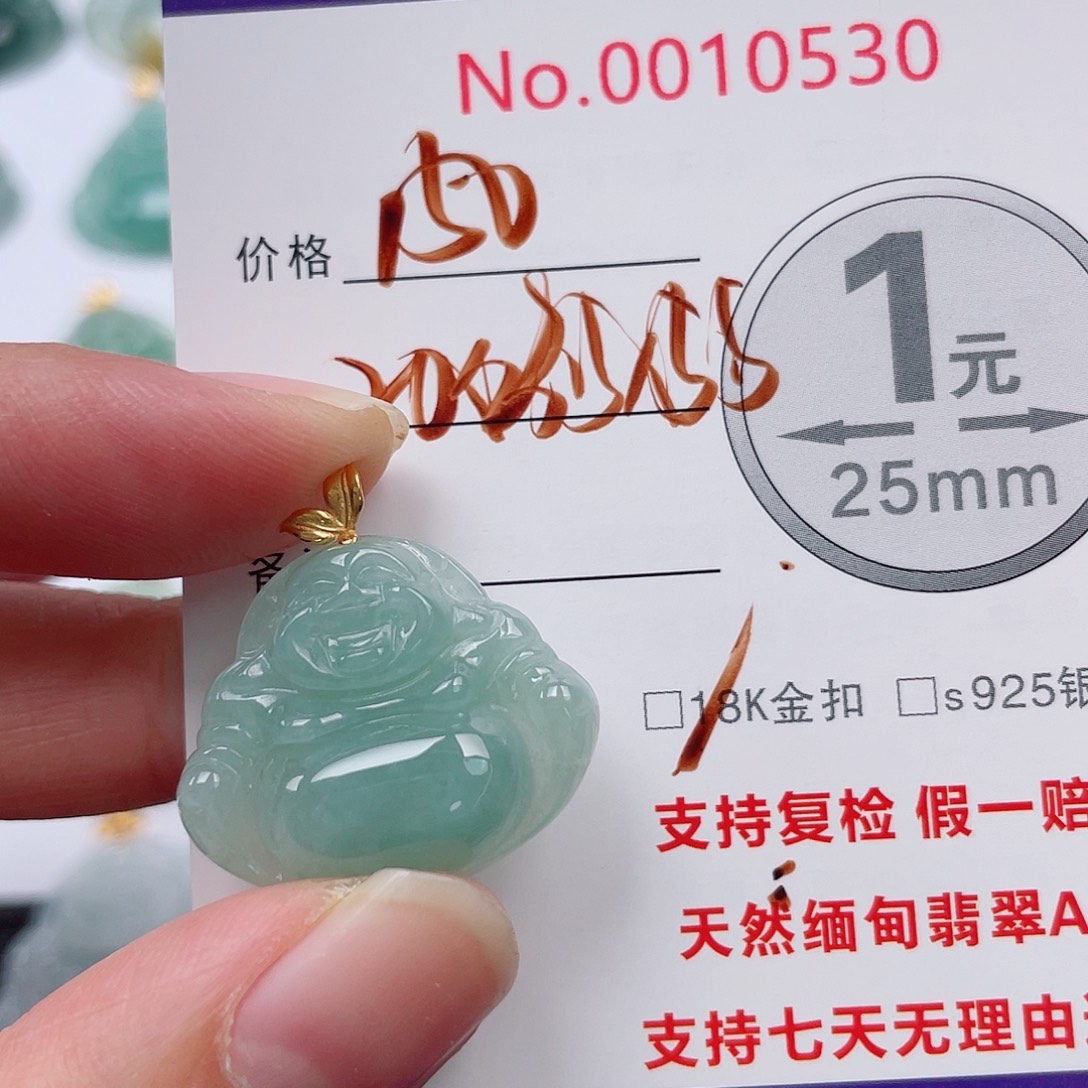 No.0010530
价格
1元
25mm
□18K金扣 □s925银
支持复检 假一赔
天然缅甸翡翠A
支持七天无理由